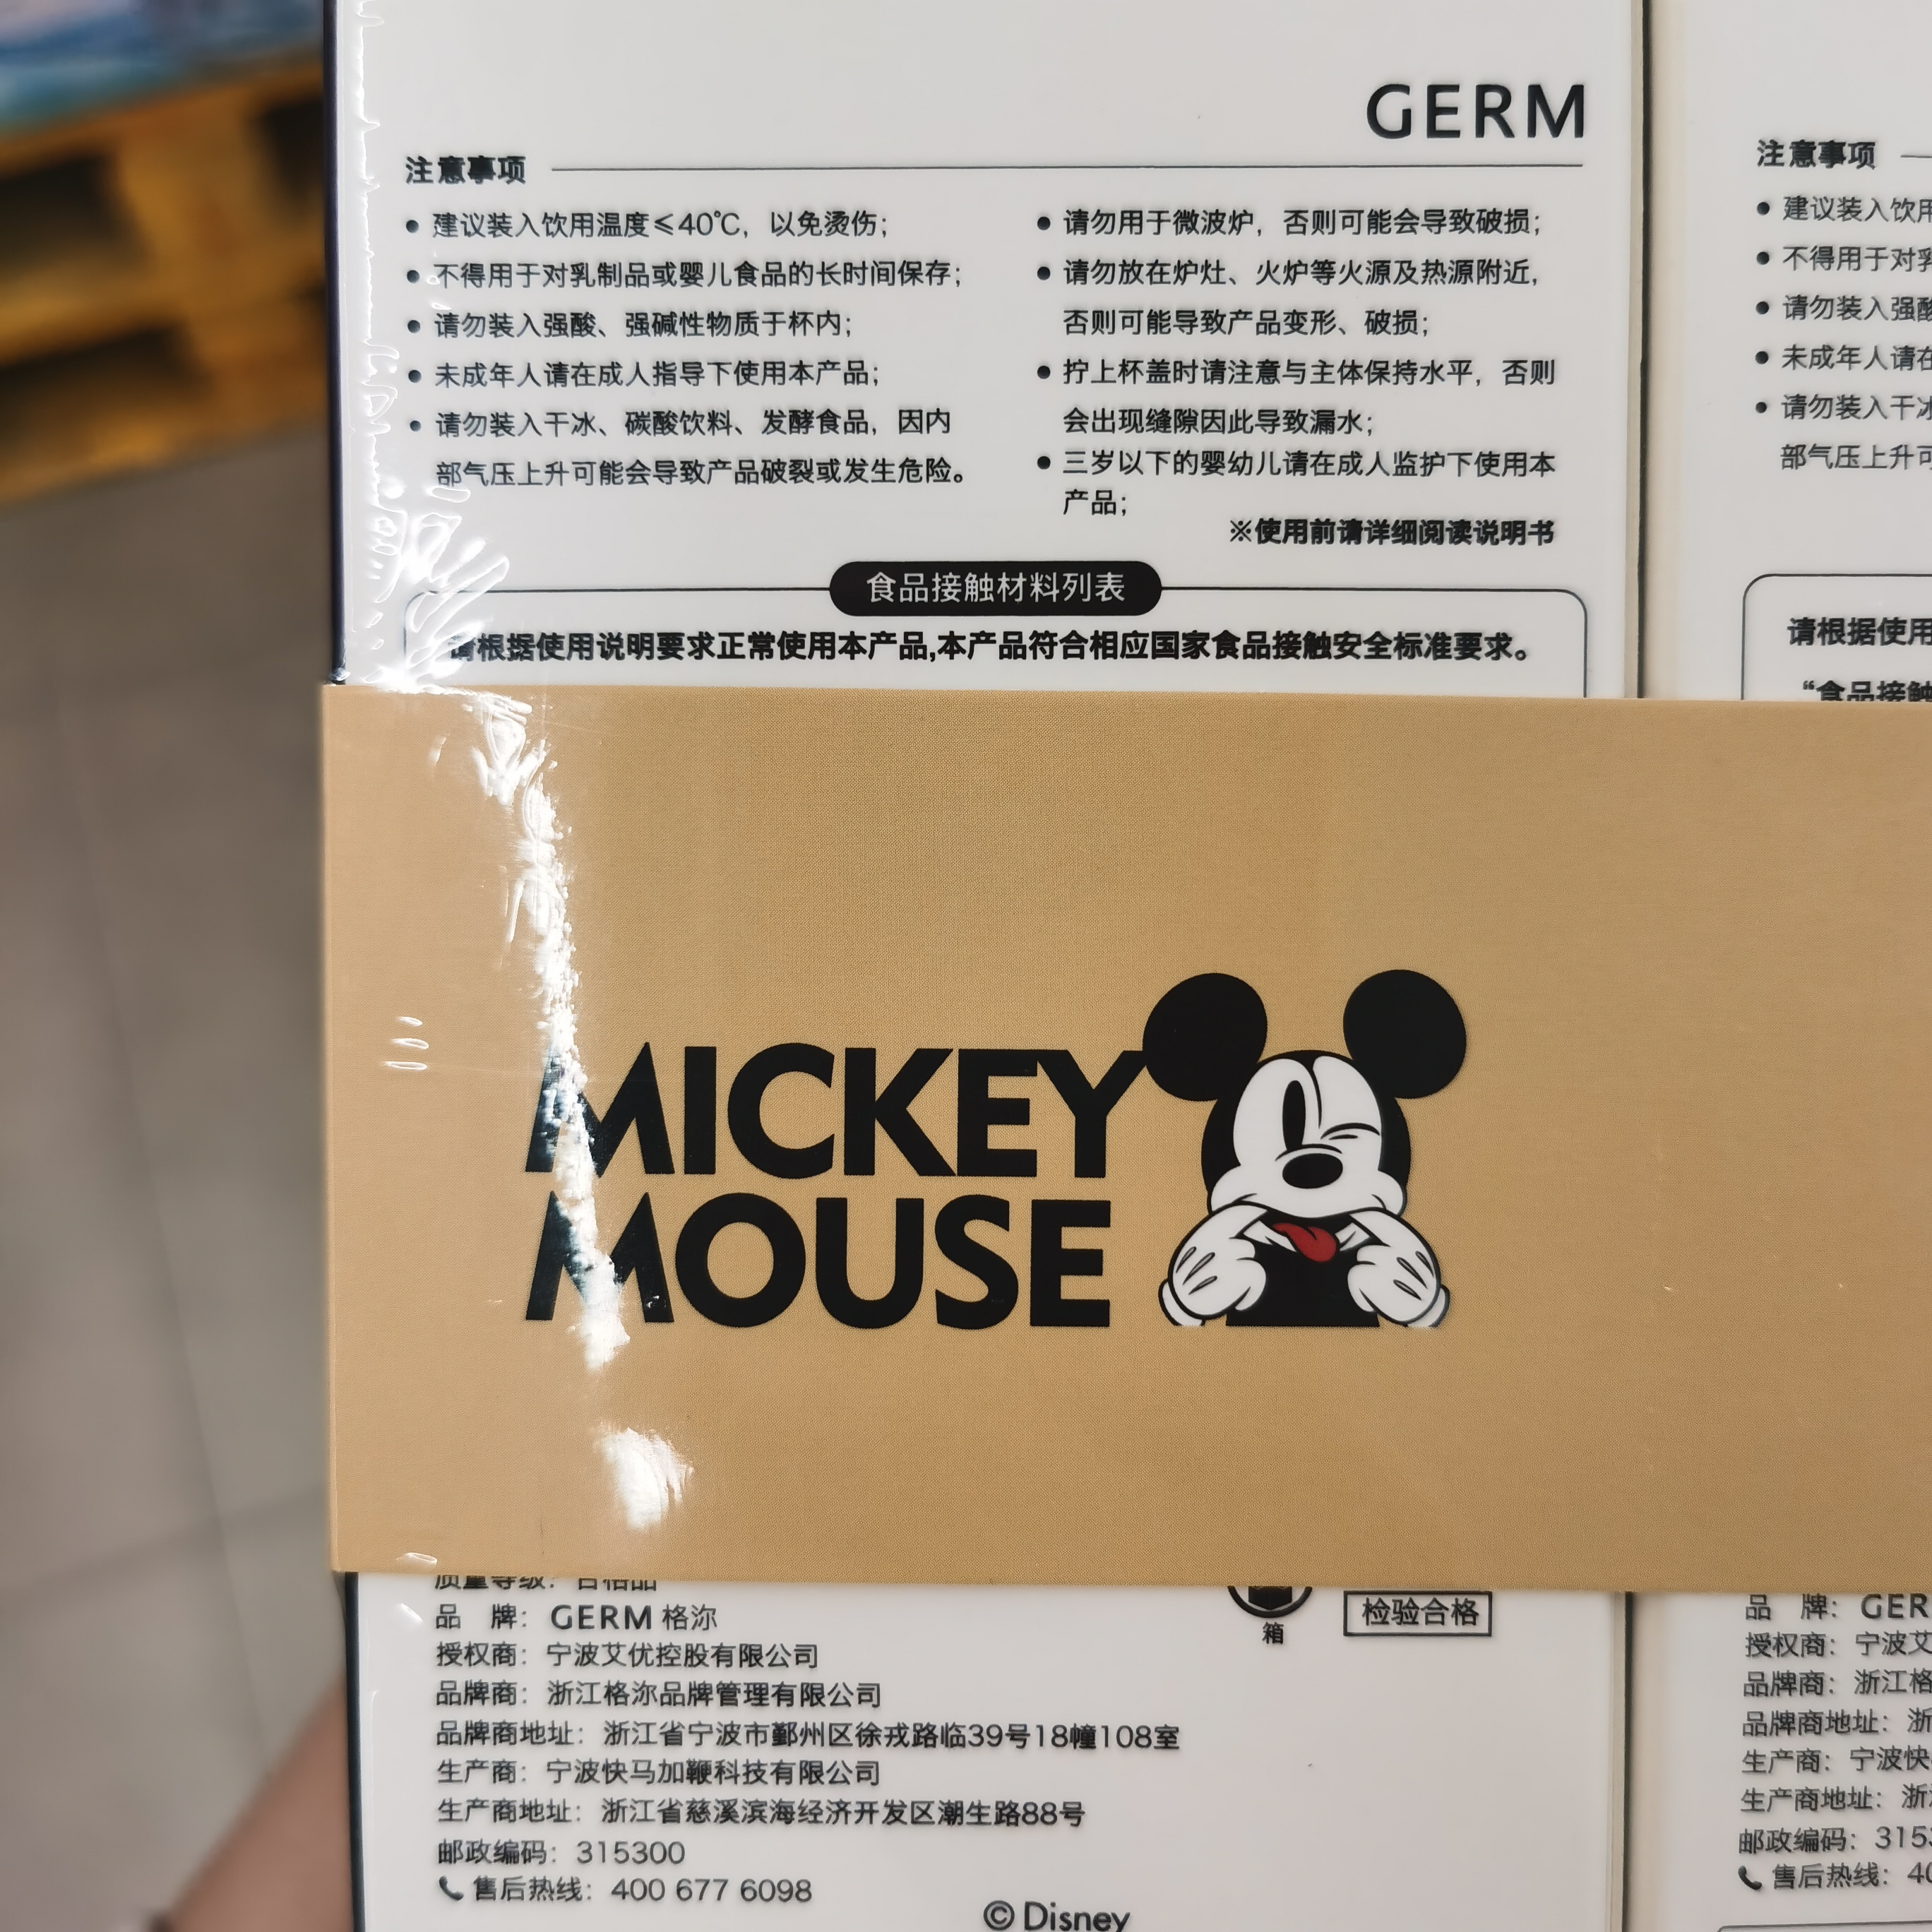 GERM
注意事项
● 建议装入饮用温度≤40℃，以免烫伤；
● 不得用于对乳制品或婴儿食品的长时间保存；
● 请勿装入强酸、强碱性物质于杯内；
● 未成年人请在成人指导下使用本产品；
● 请勿装入干冰、碳酸饮料、发酵食品，因内
部气压上升可能会导致产品破裂或发生危险。
● 请勿用于微波炉，否则可能会导致破损；
● 请勿放在炉灶、火炉等火源及热源附近，
否则可能导致产品变形、破损；
● 拧上杯盖时请注意与主体保持水平，否则
会出现缝隙因此导致漏水；
● 三岁以下的婴幼儿请在成人监护下使用本
产品；
※使用前请详细阅读说明书
食品接触材料列表
请根据使用说明要求正常使用本产品,本产品符合相应国家食品接触安全标准要求。
MICKEY
MOUSE
质量等级：合格品
品 牌：GERM 格沵
授权商：宁波艾优控股有限公司
品牌商：浙江格沵品牌管理有限公司
品牌商地址：浙江省宁波市鄞州区徐戎路临39号18幢108室
生产商：宁波快马加鞭科技有限公司
生产商地址：浙江省慈溪滨海经济开发区潮生路88号
邮政编码：315300
售后热线：400 677 6098
© Disney
箱
检验合格
注意事项
● 建议装入饮用
● 不得用于对乳
● 请勿装入强酸
● 未成年人请在
● 请勿装入干冰
部气压上升可
请根据使用
“食品接触
品 牌：GER
授权商：宁波艾
品牌商：浙江格
品牌商地址：浙
生产商：宁波快
生产商地址：浙
邮政编码：315
售后热线：40